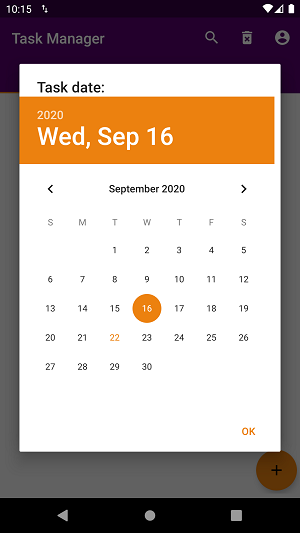 10:15
Task Manager
Task date:
2020
Wed, Sep 16
September 2020
S M T W T F S
1 2 3 4 5
6 7 8 9 10 11 12
13 14 15 16 17 18 19
20 21 22 23 24 25 26
27 28 29 30
OK